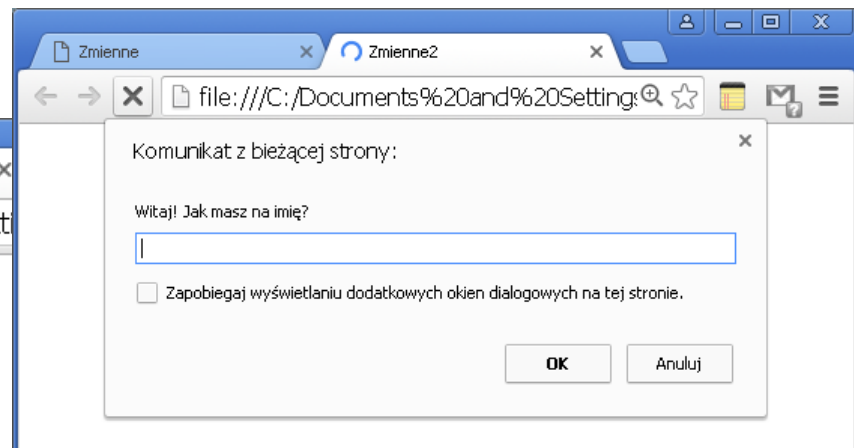 Zmienne
Zmienne2
file:///C:/Documents%20and%20Settings
Komunikat z bieżącej strony:
Witaj! Jak masz na imię?
Zapobiegaj wyświetlaniu dodatkowych okien dialogowych na tej stronie.
OK
Anuluj